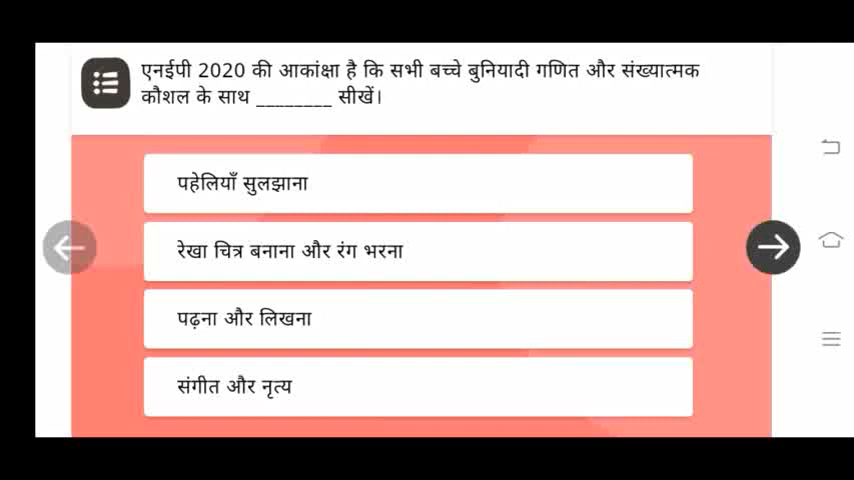 एनईपी 2020 की आकांक्षा है कि सभी बच्चे बुनियादी गणित और संख्यात्मक
कौशल के साथ ________ सीखें।
पहेलियाँ सुलझाना
रेखा चित्र बनाना और रंग भरना
पढ़ना और लिखना
संगीत और नृत्य